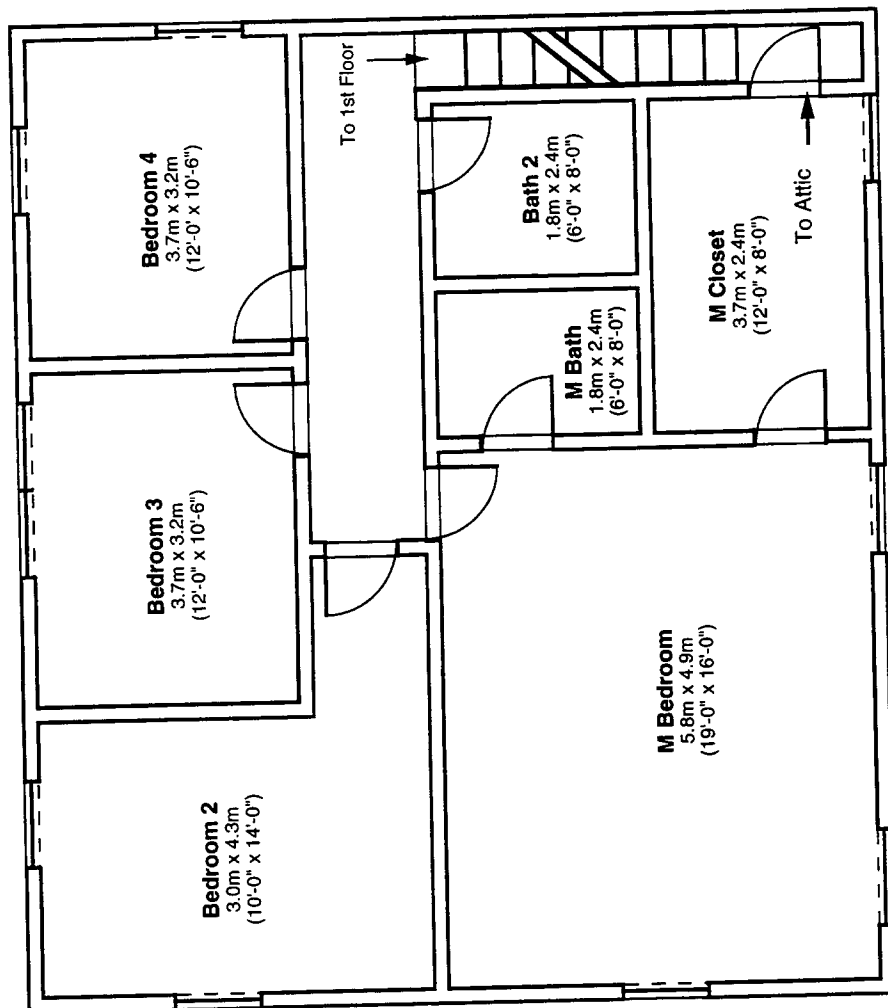 Bedroom 2
3.0m x 4.3m
(10'-0" x 14'-0")
Bedroom 3
3.7m x 3.2m
(12'-0" x 10'-6")
Bedroom 4
3.7m x 3.2m
(12'-0' x 10'-6")
To 1st Floor
M Bath
1.8m x 2.4m
(6'-0" x 8'-0")
Bath 2
1.8m x 2.4m
(6'-0" x 8'-0")
M Bedroom
5.8m x 4.9m
(19'-0" x 16'-0")
M Closet
3.7m x 2.4m
(12'-0" x 8'-0")
To Attic